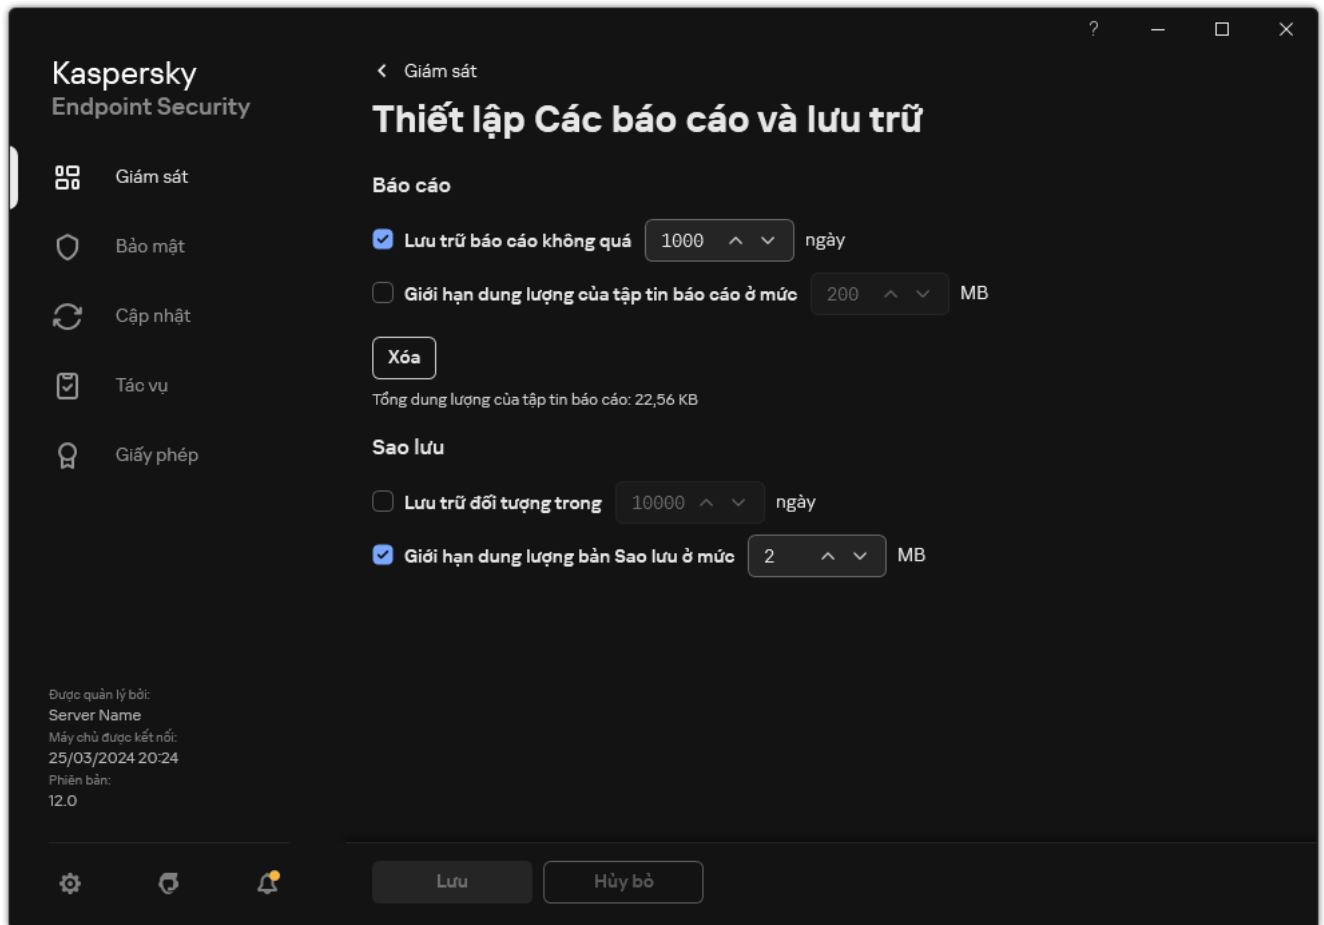 ?
Kaspersky
Endpoint Security
Giám sát
Bảo mật
Cập nhật
Tác vụ
Giấy phép
Được quản lý bởi:
Server Name
Máy chủ được kết nối:
25/03/2024 20:24
Phiên bản:
12.0
Giám sát
Thiết lập Các báo cáo và lưu trữ
Báo cáo
Lưu trữ báo cáo không quá 1000 ngày
Giới hạn dung lượng của tập tin báo cáo ở mức 200 MB
Xóa
Tổng dung lượng của tập tin báo cáo: 22,56 KB
Sao lưu
Lưu trữ đối tượng trong 10000 ngày
Giới hạn dung lượng bản Sao lưu ở mức 2 MB
Lưu Hủy bỏ